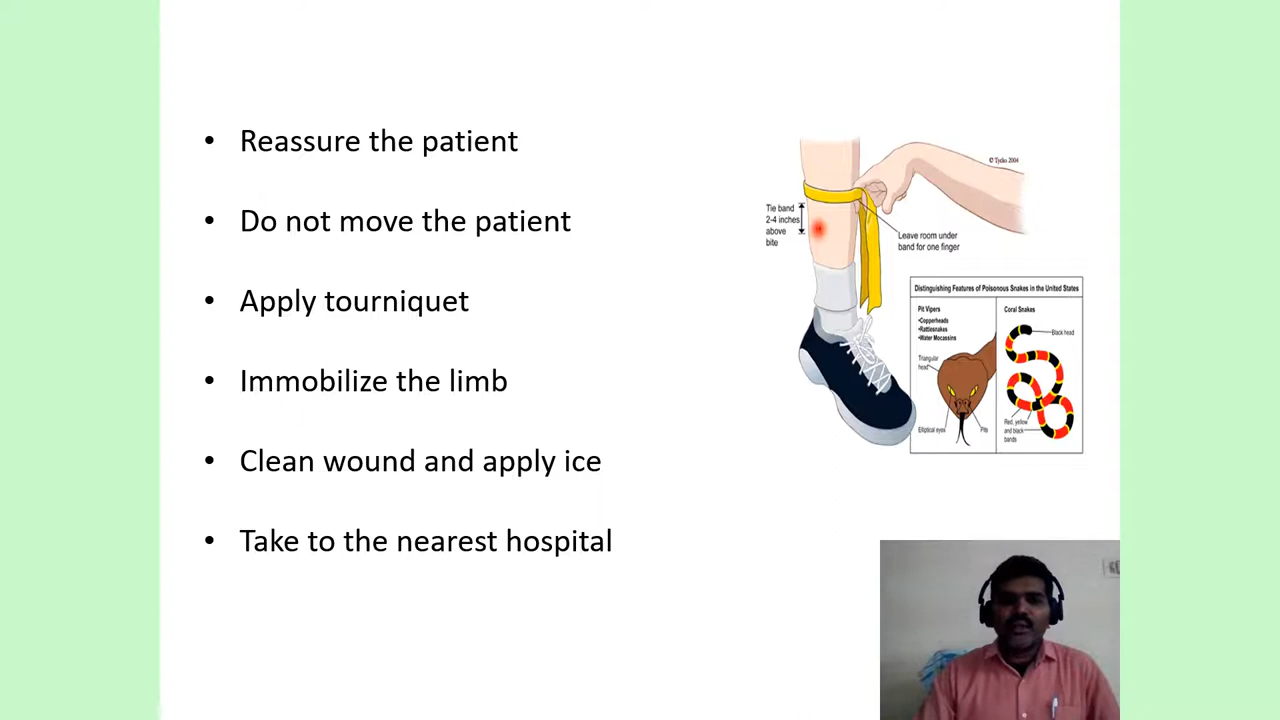 • Reassure the patient
• Do not move the patient
• Apply tourniquet
• Immobilize the limb
• Clean wound and apply ice
• Take to the nearest hospital
© Tydio 2004
Tie band
2-4 inches
above
bite
Leave room under
band for one finger
Distinguishing Features of Poisonous Snakes in the United States
Pit Vipers
•Copperheads
•Rattlesnakes
•Water Mocassins
Triangular
head
Elliptical eyes
Pits
Coral Snakes
Black head
Red, yellow
and black
bands